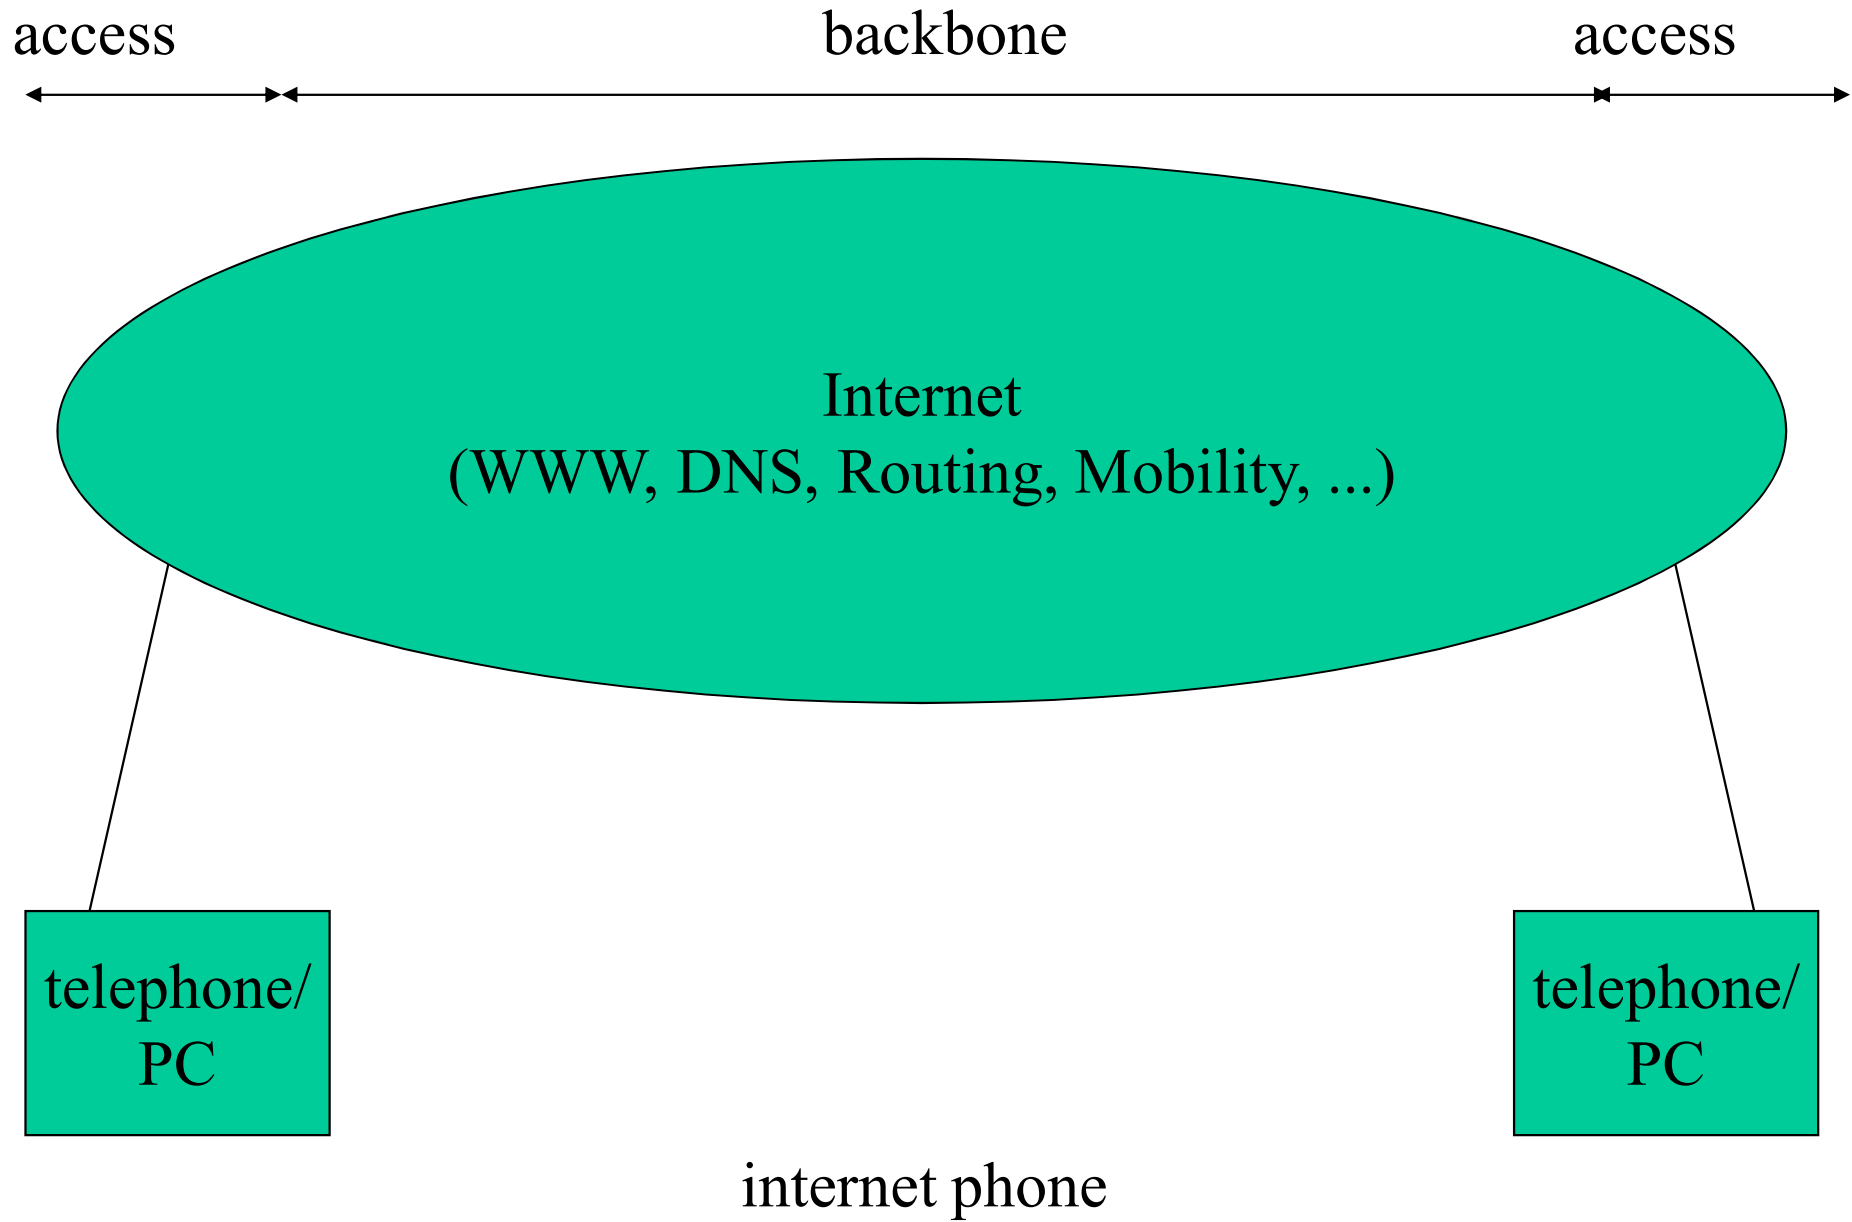 access
backbone
access
Internet
(WWW, DNS, Routing, Mobility, ...)
telephone/
PC
telephone/
PC
internet phone